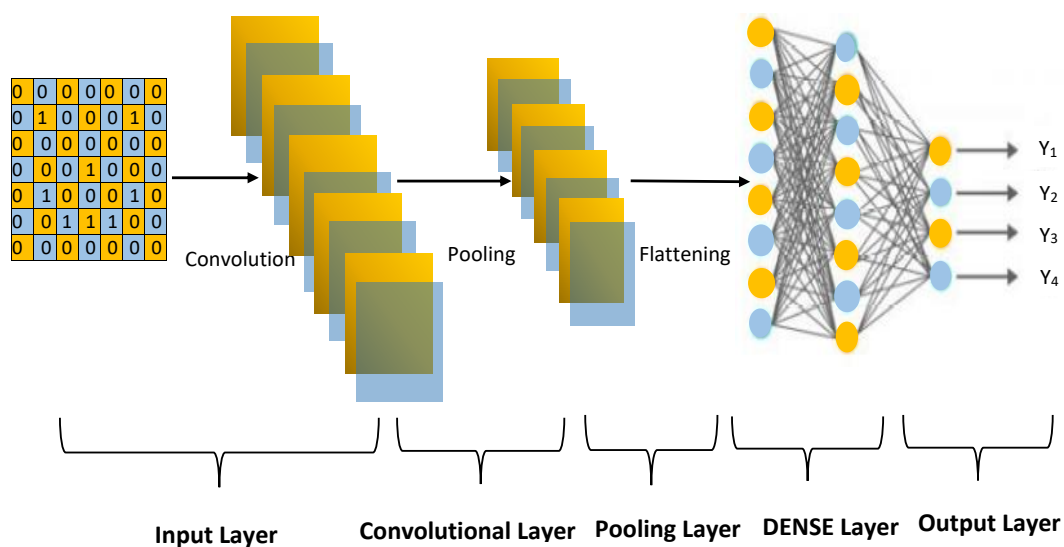 0 0 0 0 0 0 0
0 1 0 0 0 1 0
0 0 0 0 0 0 0
0 0 0 1 0 0 0
0 1 0 0 0 1 0
0 0 1 1 1 0 0
0 0 0 0 0 0 0
Convolution
Pooling
Flattening
Y1
Y2
Y3
Y4
Input Layer
Convolutional Layer
Pooling Layer
DENSE Layer
Output Layer